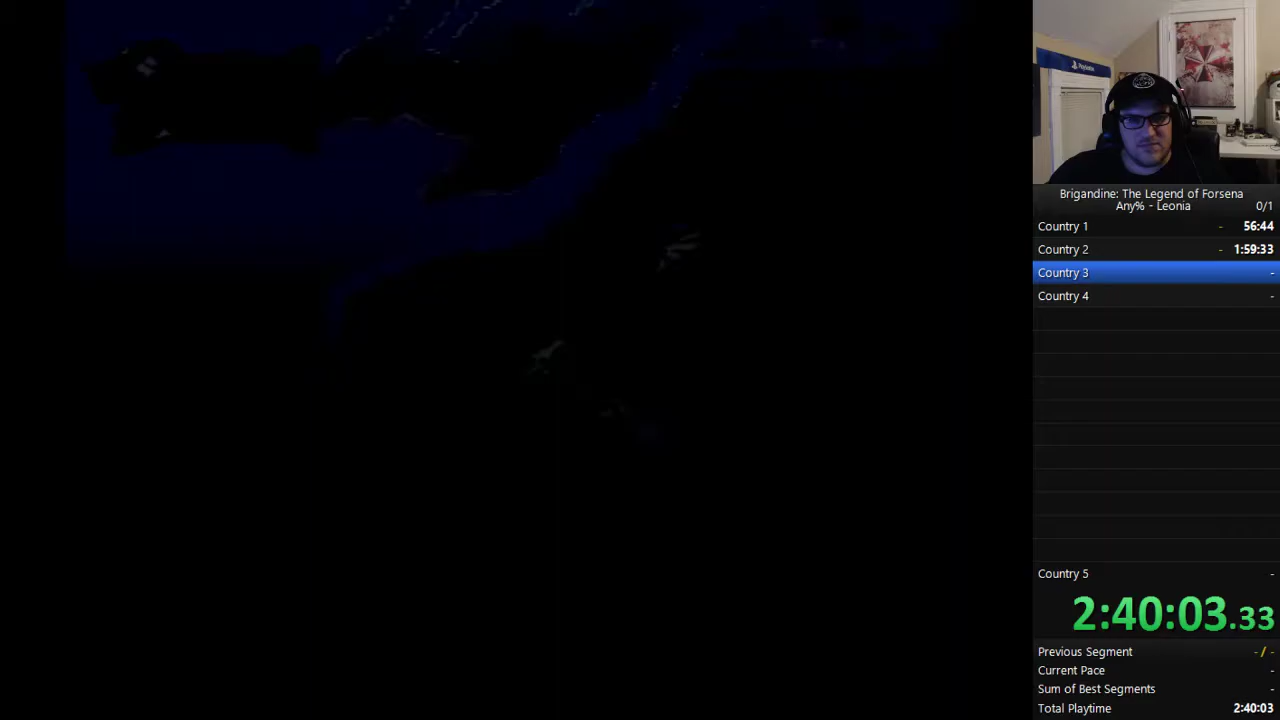 PlayStation
Brigandine: The Legend of Forsena
Any% - Leonia 0/1
Country 1 - 56:44
Country 2 - 1:59:33
Country 3 -
Country 4 -
Country 5 -
2:40:03.33
Previous Segment - / -
Current Pace -
Sum of Best Segments -
Total Playtime 2:40:03